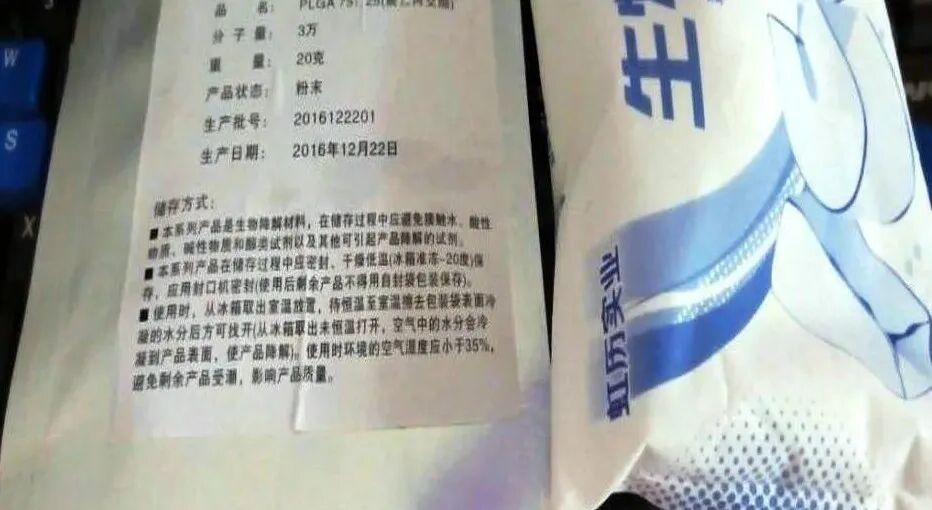 品 名: PLGA 75: 25(
分子量: 3万
重 量: 20克
产品状态: 粉末
生产批号: 2016122201
生产日期: 2016年12月22日
储存方式:
■本系列产品是生物降解材料，在储存过程中应避免接触水、酸性
物质、碱性物质和醇类试剂以及其他可引起产品降解的试剂。
■本系列产品在储存过程中应密封、干燥低温(冰箱准冻-20度)保
存，应用封口机密封(使用后剩余产品不得用自封袋包装保存)。
■使用时，从冰箱取出室温放置，待恒温至室温擦去包装袋表面冷
凝的水分后方可找开(从冰箱取出未恒温打开，空气中的水分会冷
凝到产品表面，使产品降解)。使用时环境的空气湿度应小于35%，
避免剩余产品受潮，影响产品质量。
生
虹历实业
W
S
X